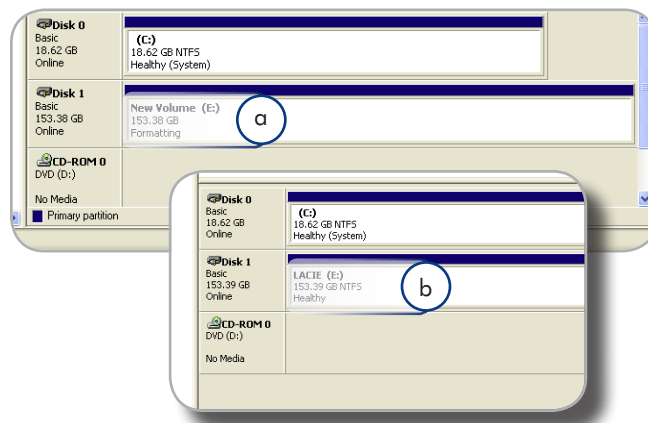 Disk 0
Basic
18.62 GB
Online
(C:)
18.62 GB NTFS
Healthy (System)
Disk 1
Basic
153.38 GB
Online
New Volume (E:)
153.38 GB
Formatting
a
CD-ROM 0
DVD (D:)
No Media
Primary partition
Disk 0
Basic
18.62 GB
Online
(C:)
18.62 GB NTFS
Healthy (System)
Disk 1
Basic
153.39 GB
Online
LACIE (E:)
153.39 GB NTFS
Healthy
b
CD-ROM 0
DVD (D:)
No Media